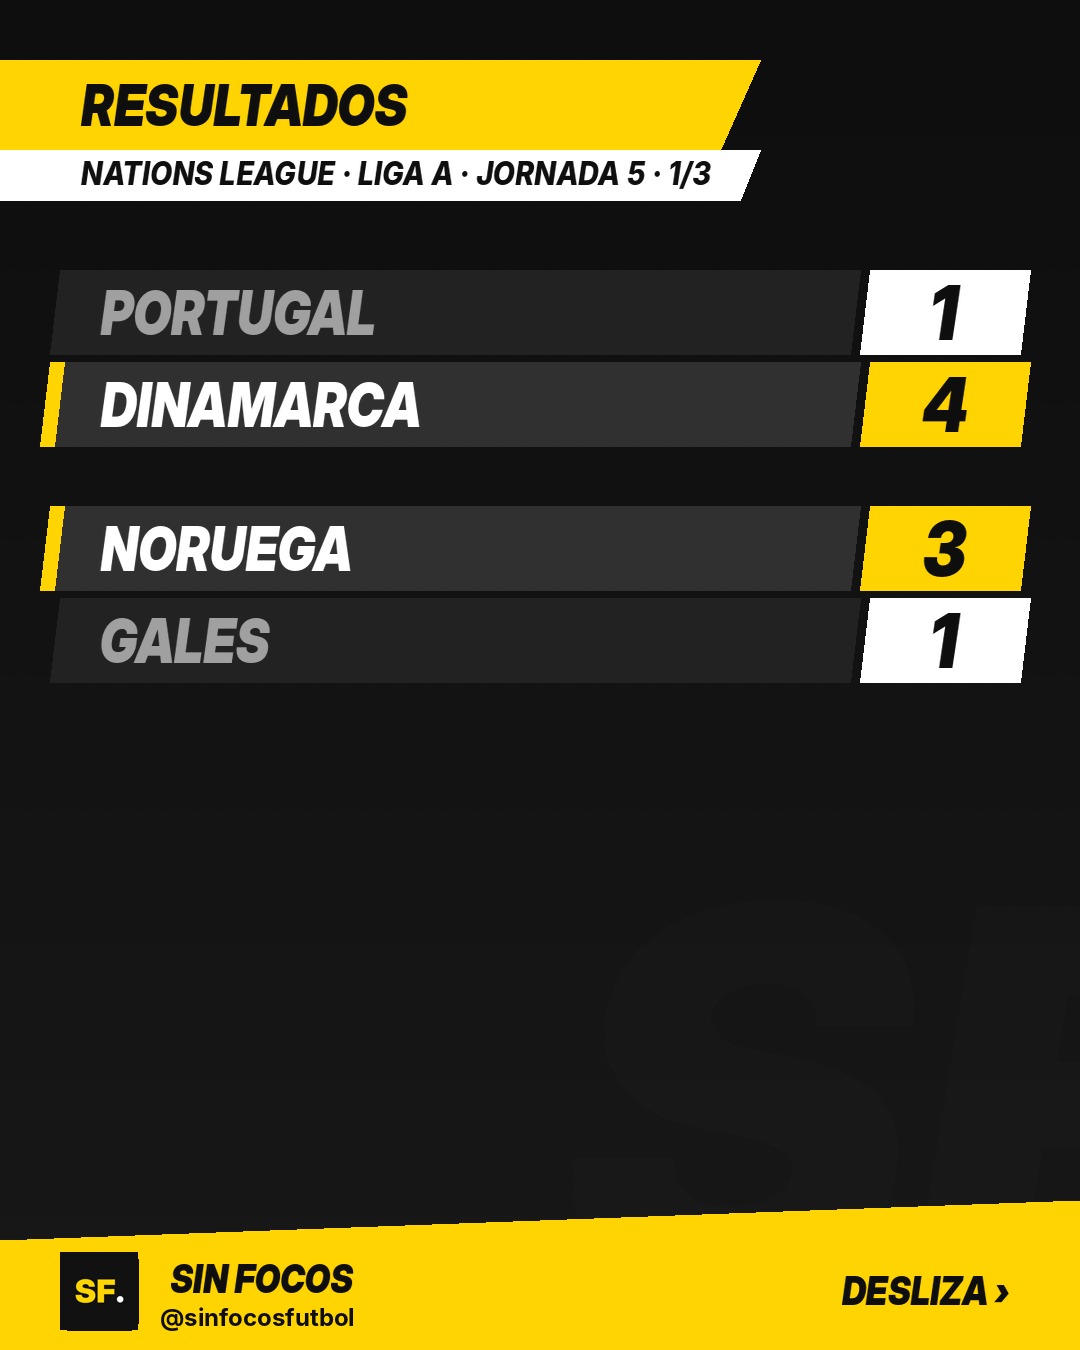 RESULTADOS
NATIONS LEAGUE · LIGA A · JORNADA 5 · 1/3
PORTUGAL 1
DINAMARCA 4
NORUEGA 3
GALES 1
SF
SF.
SIN FOCOS
@sinfocosfutbol
DESLIZA ›